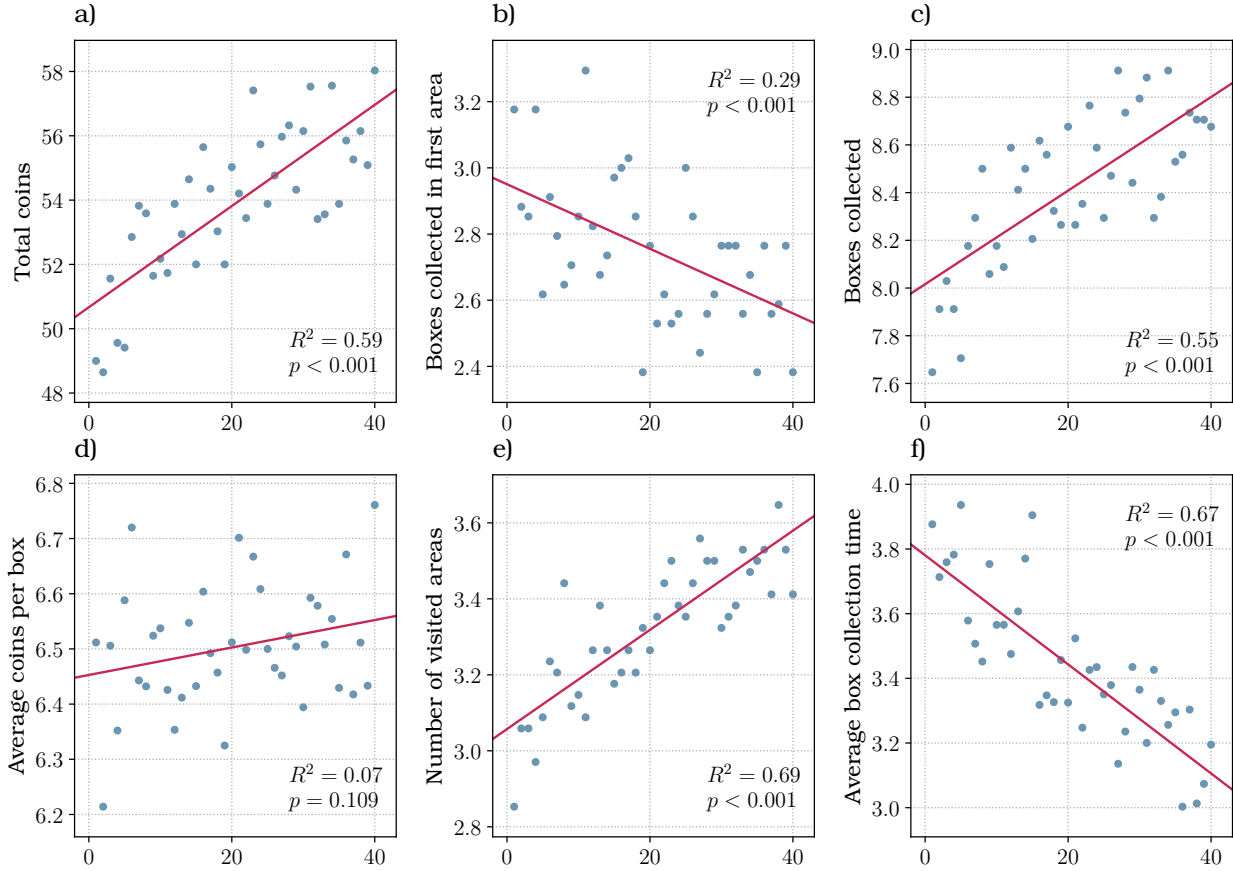 a)
Total coins
58
56
54
52
50
48
R² = 0.59
p < 0.001
0 20 40
b)
Boxes collected in first area
3.2
3.0
2.8
2.6
2.4
R² = 0.29
p < 0.001
0 20 40
c)
Boxes collected
9.0
8.8
8.6
8.4
8.2
8.0
7.8
7.6
R² = 0.55
p < 0.001
0 20 40
d)
Average coins per box
6.8
6.7
6.6
6.5
6.4
6.3
6.2
R² = 0.07
p = 0.109
0 20 40
e)
Number of visited areas
3.6
3.4
3.2
3.0
2.8
R² = 0.69
p < 0.001
0 20 40
f)
Average box collection time
4.0
3.8
3.6
3.4
3.2
3.0
R² = 0.67
p < 0.001
0 20 40